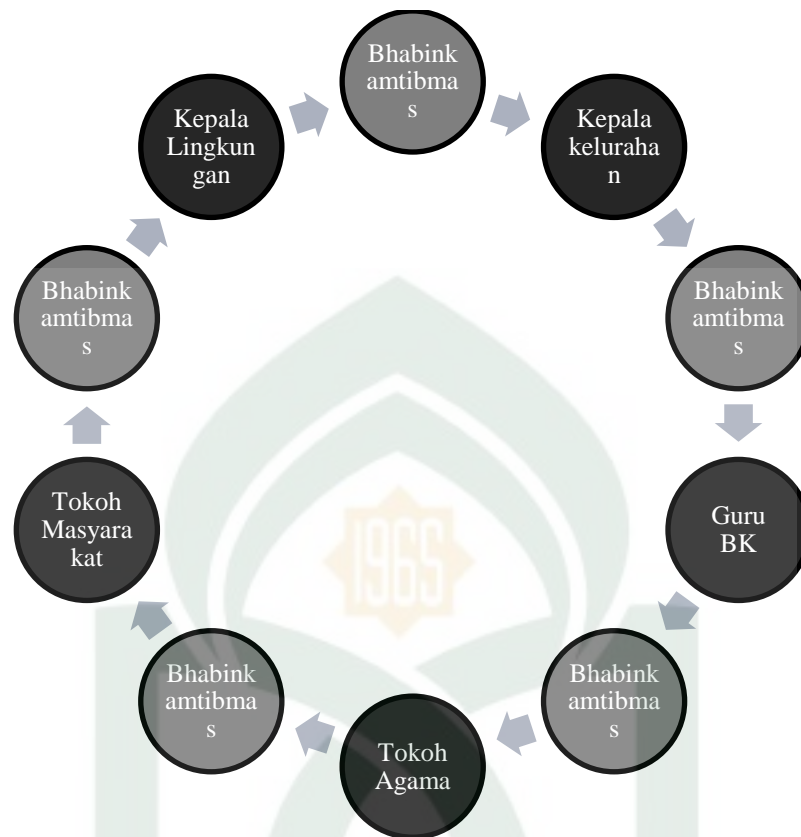 Bhabink
amtibma
s
Kepala
keluraha
n
Bhabink
amtibma
s
Guru
BK
Bhabink
amtibma
s
Tokoh
Agama
Bhabink
amtibma
s
Tokoh
Masyara
kat
Bhabink
amtibma
s
Kepala
Lingkun
gan
1965